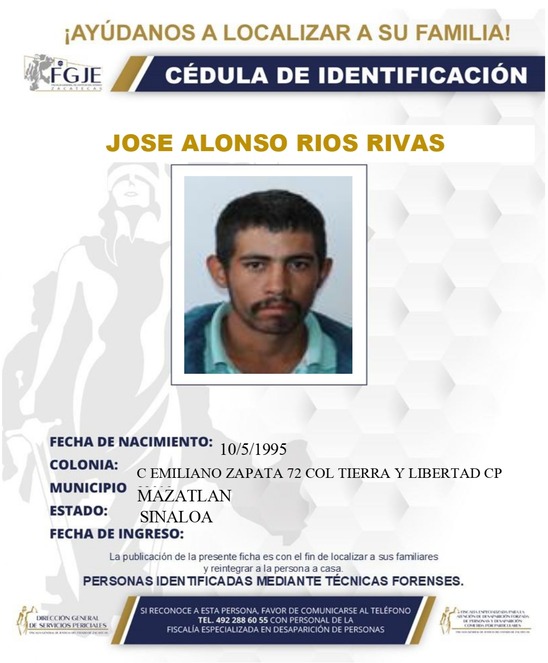 ¡AYÚDANOS A LOCALIZAR A SU FAMILIA!
FGJE
ZACATECAS
CÉDULA DE IDENTIFICACIÓN
JOSE ALONSO RIOS RIVAS
FECHA DE NACIMIENTO: 10/5/1995
COLONIA: C EMILIANO ZAPATA 72 COL TIERRA Y LIBERTAD CP
MUNICIPIO MAZATLAN
ESTADO: SINALOA
FECHA DE INGRESO:
La publicación de la presente ficha es con el fin de localizar a sus familiares
y reintegrar a la persona a casa.
PERSONAS IDENTIFICADAS MEDIANTE TÉCNICAS FORENSES.
DIRECCIÓN GENERAL
DE SERVICIOS PERICIALES
SI RECONOCE A ESTA PERSONA, FAVOR DE COMUNICARSE AL TELÉFONO
TEL. 492 288 60 55 CON PERSONAL DE LA
FISCALÍA ESPECIALIZADA EN DESAPARICIÓN DE PERSONAS